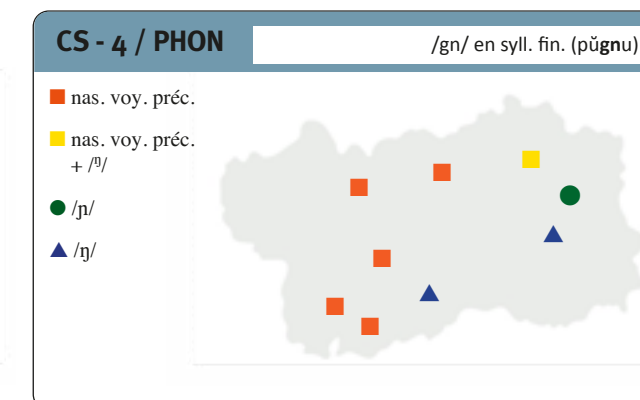 CS - 4 / PHON
/gn/ en syll. fin. (pŭgnu)
nas. voy. préc.
nas. voy. préc.
+ /ᵑ/
/ɲ/
/ŋ/